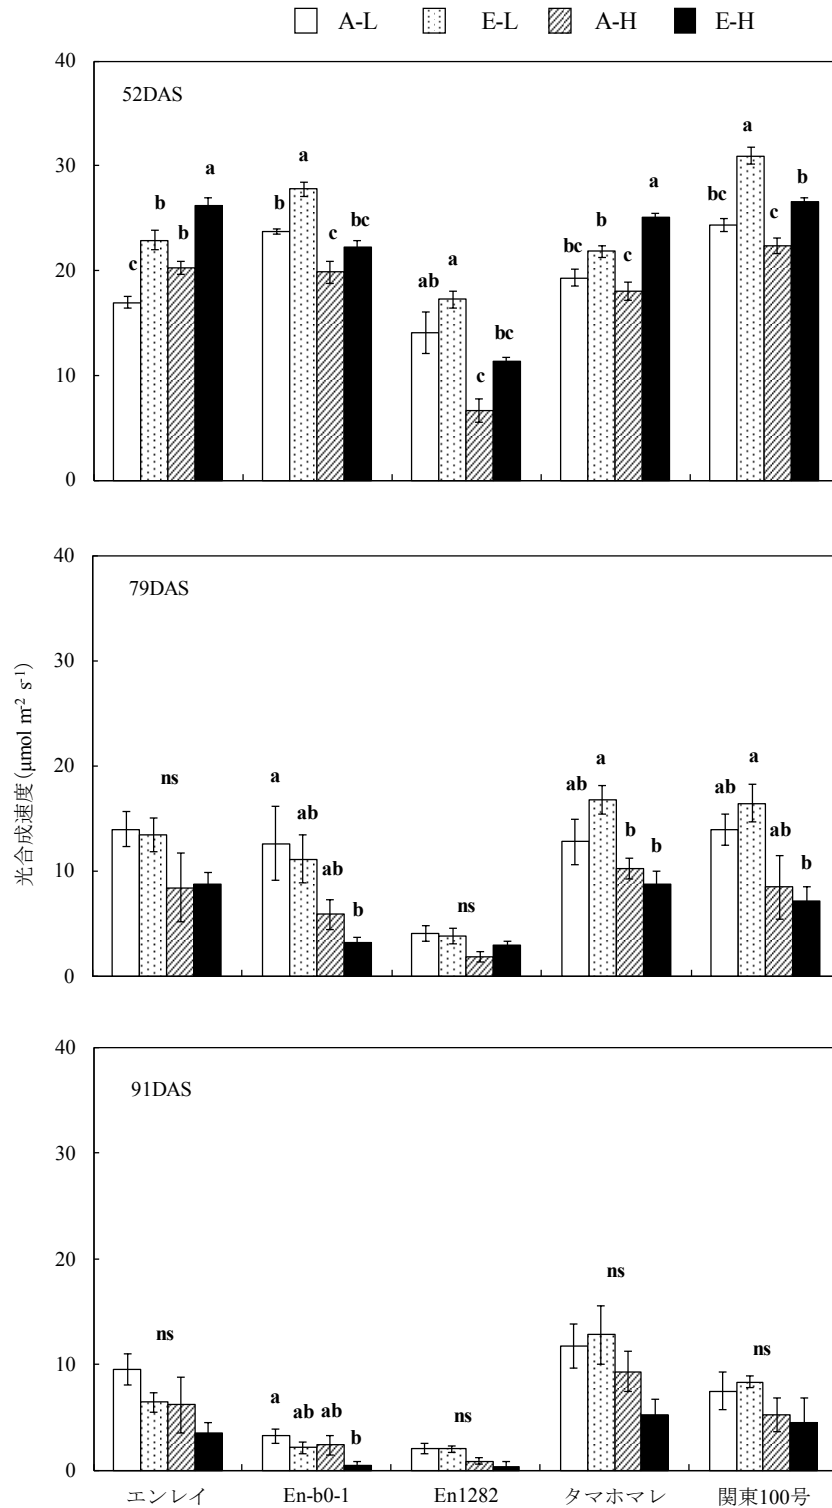 A-L E-L A-H E-H
40
52DAS
a
a
a
30
a
b
b
b
bc
b
bc
b
bc
c
b
c
c
20
c
ab
a
bc
10
c
0
光合成速度 (μmol m-2 s-1)
40
79DAS
30
20
ns
a
ab
a
ab
a
ab
ab
b
b
ab
10
ab
b
ns
b
0
40
91DAS
30
20
ns
10
ns
ns
a
ab
ab
b
ns
0
エンレイ En-b0-1 En1282 タマホマレ 関東100号